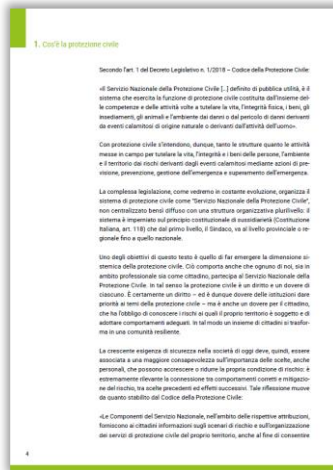 1. Cos'è la protezione civile
Secondo l'art. 1 del Decreto Legislativo n. 1/2018 – Codice della Protezione Civile:
«Il Servizio Nazionale della Protezione Civile [...] definito di pubblica utilità, è il
sistema che esercita la funzione di protezione civile costituita dall'insieme del-
le competenze e delle attività volte a tutelare la vita, l'integrità fisica, i beni, gli
insediamenti, gli animali e l'ambiente dai danni o dal pericolo di danni derivanti
da eventi calamitosi di origine naturale o derivanti dall'attività dell'uomo».
Con protezione civile s'intendono, dunque, tanto le strutture quanto le attività
messe in campo per tutelare la vita, l'integrità e i beni delle persone, l'ambiente
e il territorio dai rischi derivanti dagli eventi calamitosi mediante azioni di pre-
visione, prevenzione, gestione dell'emergenza e superamento dell'emergenza.
La complessa legislazione, come vedremo in costante evoluzione, organizza il
sistema di protezione civile come "Servizio Nazionale della Protezione Civile",
non centralizzato bensì diffuso con una struttura organizzativa plurilivello: il
sistema è imperniato sul principio costituzionale di sussidiarietà (Costituzione
Italiana, art. 118) che dal primo livello, il Sindaco, va al livello provinciale o re-
gionale fino a quello nazionale.
Uno degli obiettivi di questo testo è quello di far emergere la dimensione si-
stemica della protezione civile. Ciò comporta anche che ognuno di noi, sia in
ambito professionale sia come cittadino, partecipa al Servizio Nazionale della
Protezione Civile. In tal senso la protezione civile è un diritto e un dovere di
ciascuno. È certamente un diritto – ed è dunque dovere delle istituzioni dare
priorità ai temi della protezione civile – ma è anche un dovere per il cittadino,
che ha l'obbligo di conoscere i rischi ai quali il proprio territorio è soggetto e di
adottare comportamenti adeguati. In tal modo un insieme di cittadini si trasfor-
ma in una comunità resiliente.
La crescente esigenza di sicurezza nella società di oggi deve, quindi, essere
associata a una maggiore consapevolezza sull'importanza delle scelte, anche
personali, che possono accrescere o ridurre la propria condizione di rischio: è
estremamente rilevante la connessione tra comportamenti corretti e mitigazio-
ne del rischio, tra scelte precedenti ed effetti successivi. Tale riflessione muove
da quanto stabilito dal Codice della Protezione Civile:
«Le Componenti del Servizio Nazionale, nell'ambito delle rispettive attribuzioni,
forniscono ai cittadini informazioni sugli scenari di rischio e sull'organizzazione
dei servizi di protezione civile del proprio territorio, anche al fine di consentire
4